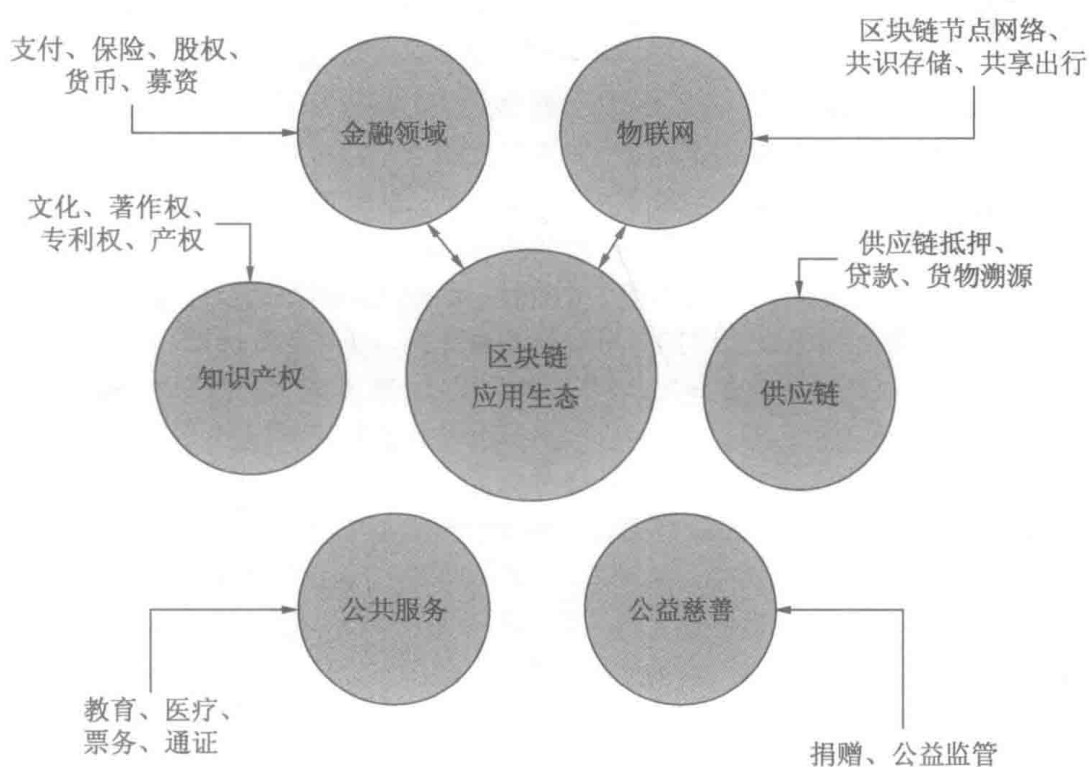 支付、保险、股权、
货币、募资
区块链节点网络、
共识存储、共享出行
金融领域
物联网
文化、著作权、
专利权、产权
供应链抵押、
贷款、货物溯源
知识产权
区块链
应用生态
供应链
公共服务
公益慈善
教育、医疗、
票务、通证
捐赠、公益监管